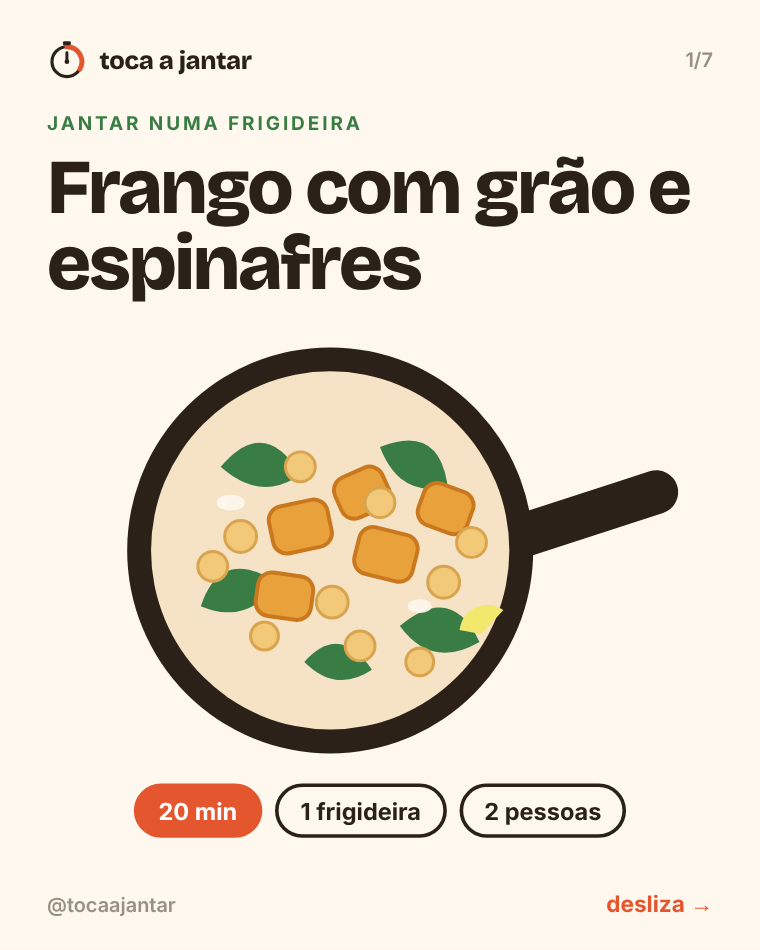 toca a jantar
1/7
JANTAR NUMA FRIGIDEIRA
Frango com grão e
espinafres
20 min
1 frigideira
2 pessoas
@tocaajantar
desliza →